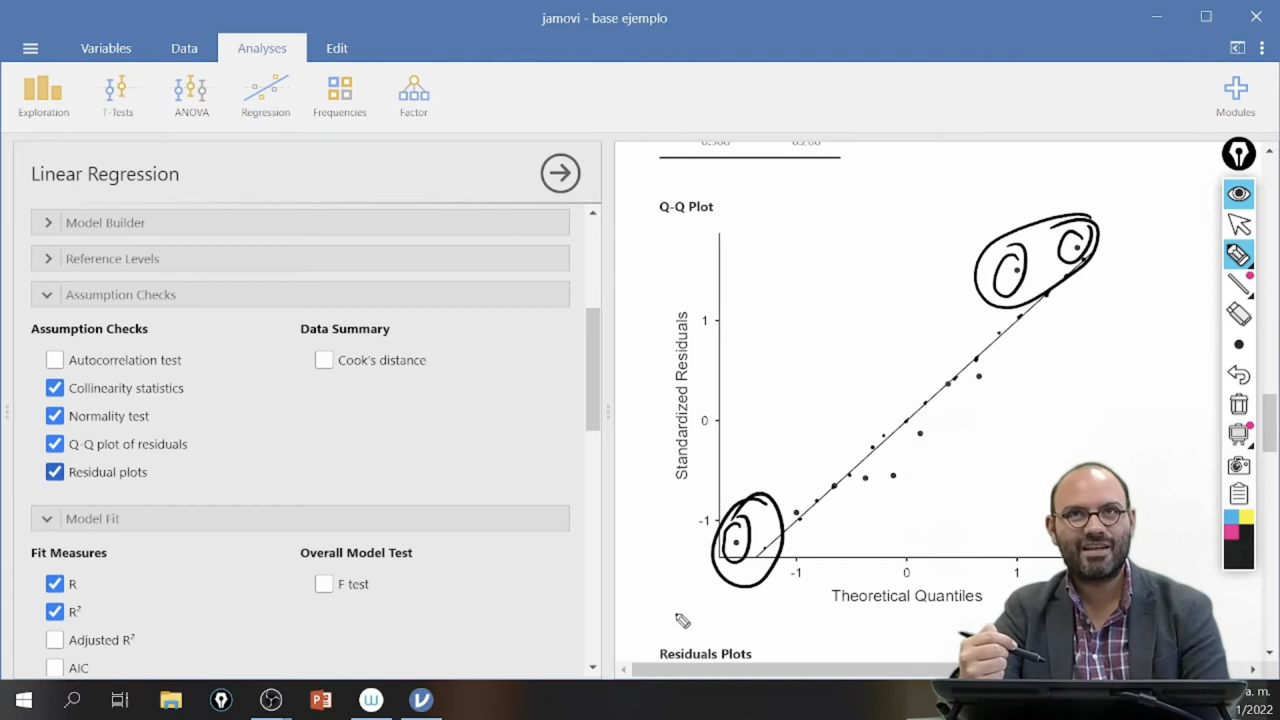 jamovi - base ejemplo
Variables Data Analyses Edit
Exploration T-Tests ANOVA Regression Frequencies Factor Modules
Linear Regression
Model Builder
Reference Levels
Assumption Checks
Assumption Checks Data Summary
Autocorrelation test Cook's distance
Collinearity statistics
Normality test
Q-Q plot of residuals
Residual plots
Model Fit
Fit Measures Overall Model Test
R F test
R²
Adjusted R²
AIC
Q-Q Plot
Standardized Residuals
1
0
-1
-1 0 1
Theoretical Quantiles
Residuals Plots
a. m.
1/2022